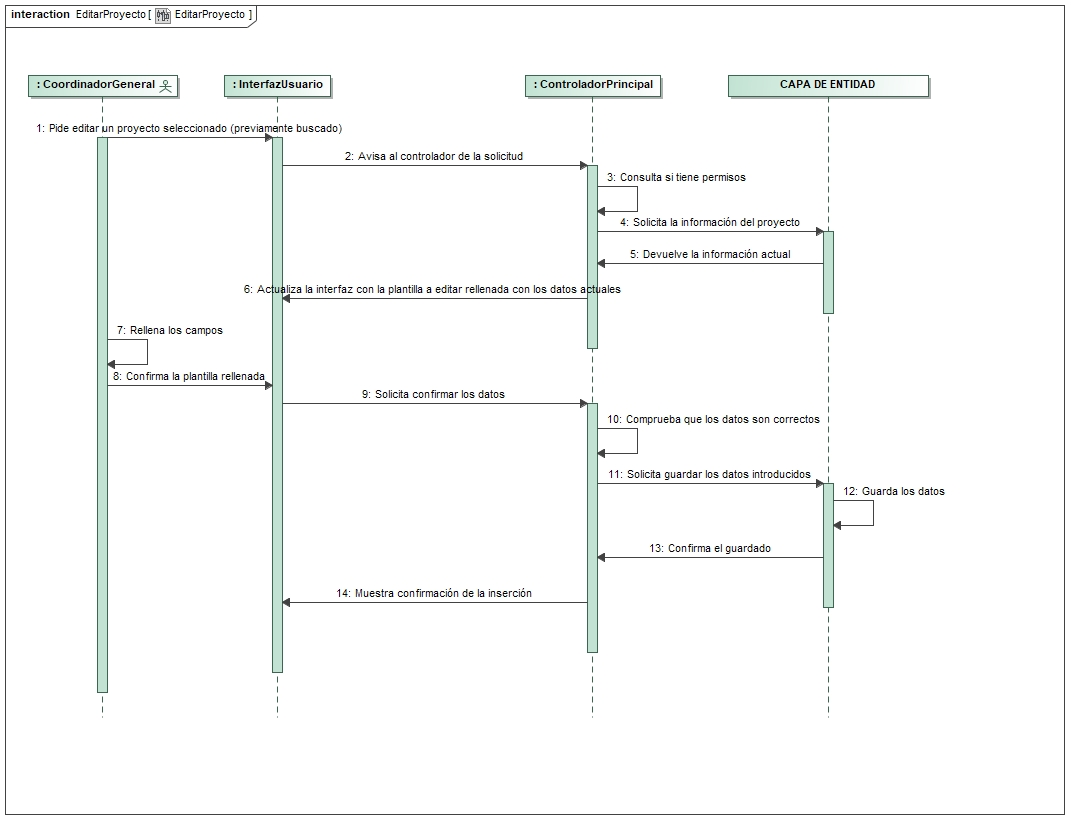 interaction EditarProyecto [ EditarProyecto ]
: CoordinadorGeneral
: InterfazUsuario
: ControladorPrincipal
CAPA DE ENTIDAD
1: Pide editar un proyecto seleccionado (previamente buscado)
2: Avisa al controlador de la solicitud
3: Consulta si tiene permisos
4: Solicita la información del proyecto
5: Devuelve la información actual
6: Actualiza la interfaz con la plantilla a editar rellenada con los datos actuales
7: Rellena los campos
8: Confirma la plantilla rellenada
9: Solicita confirmar los datos
10: Comprueba que los datos son correctos
11: Solicita guardar los datos introducidos
12: Guarda los datos
13: Confirma el guardado
14: Muestra confirmación de la inserción